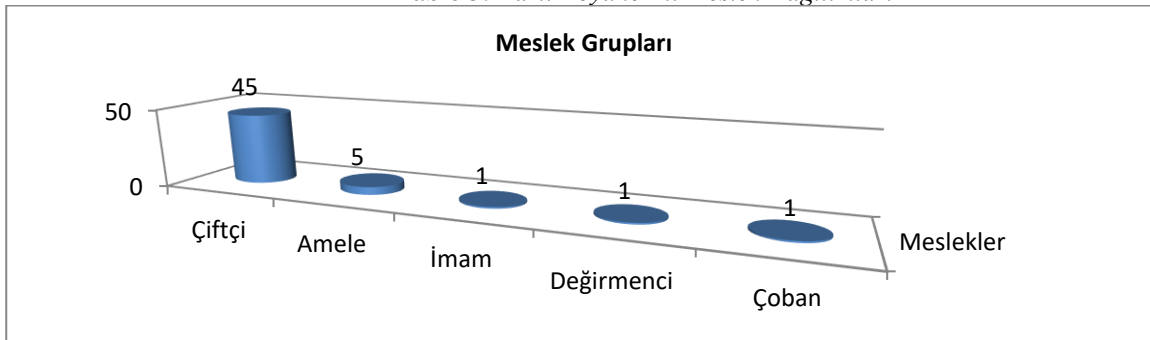 Meslek Grupları
45
50
5
1
1
1
0
Çiftçi
Amele
İmam
Değirmenci
Çoban
Meslekler